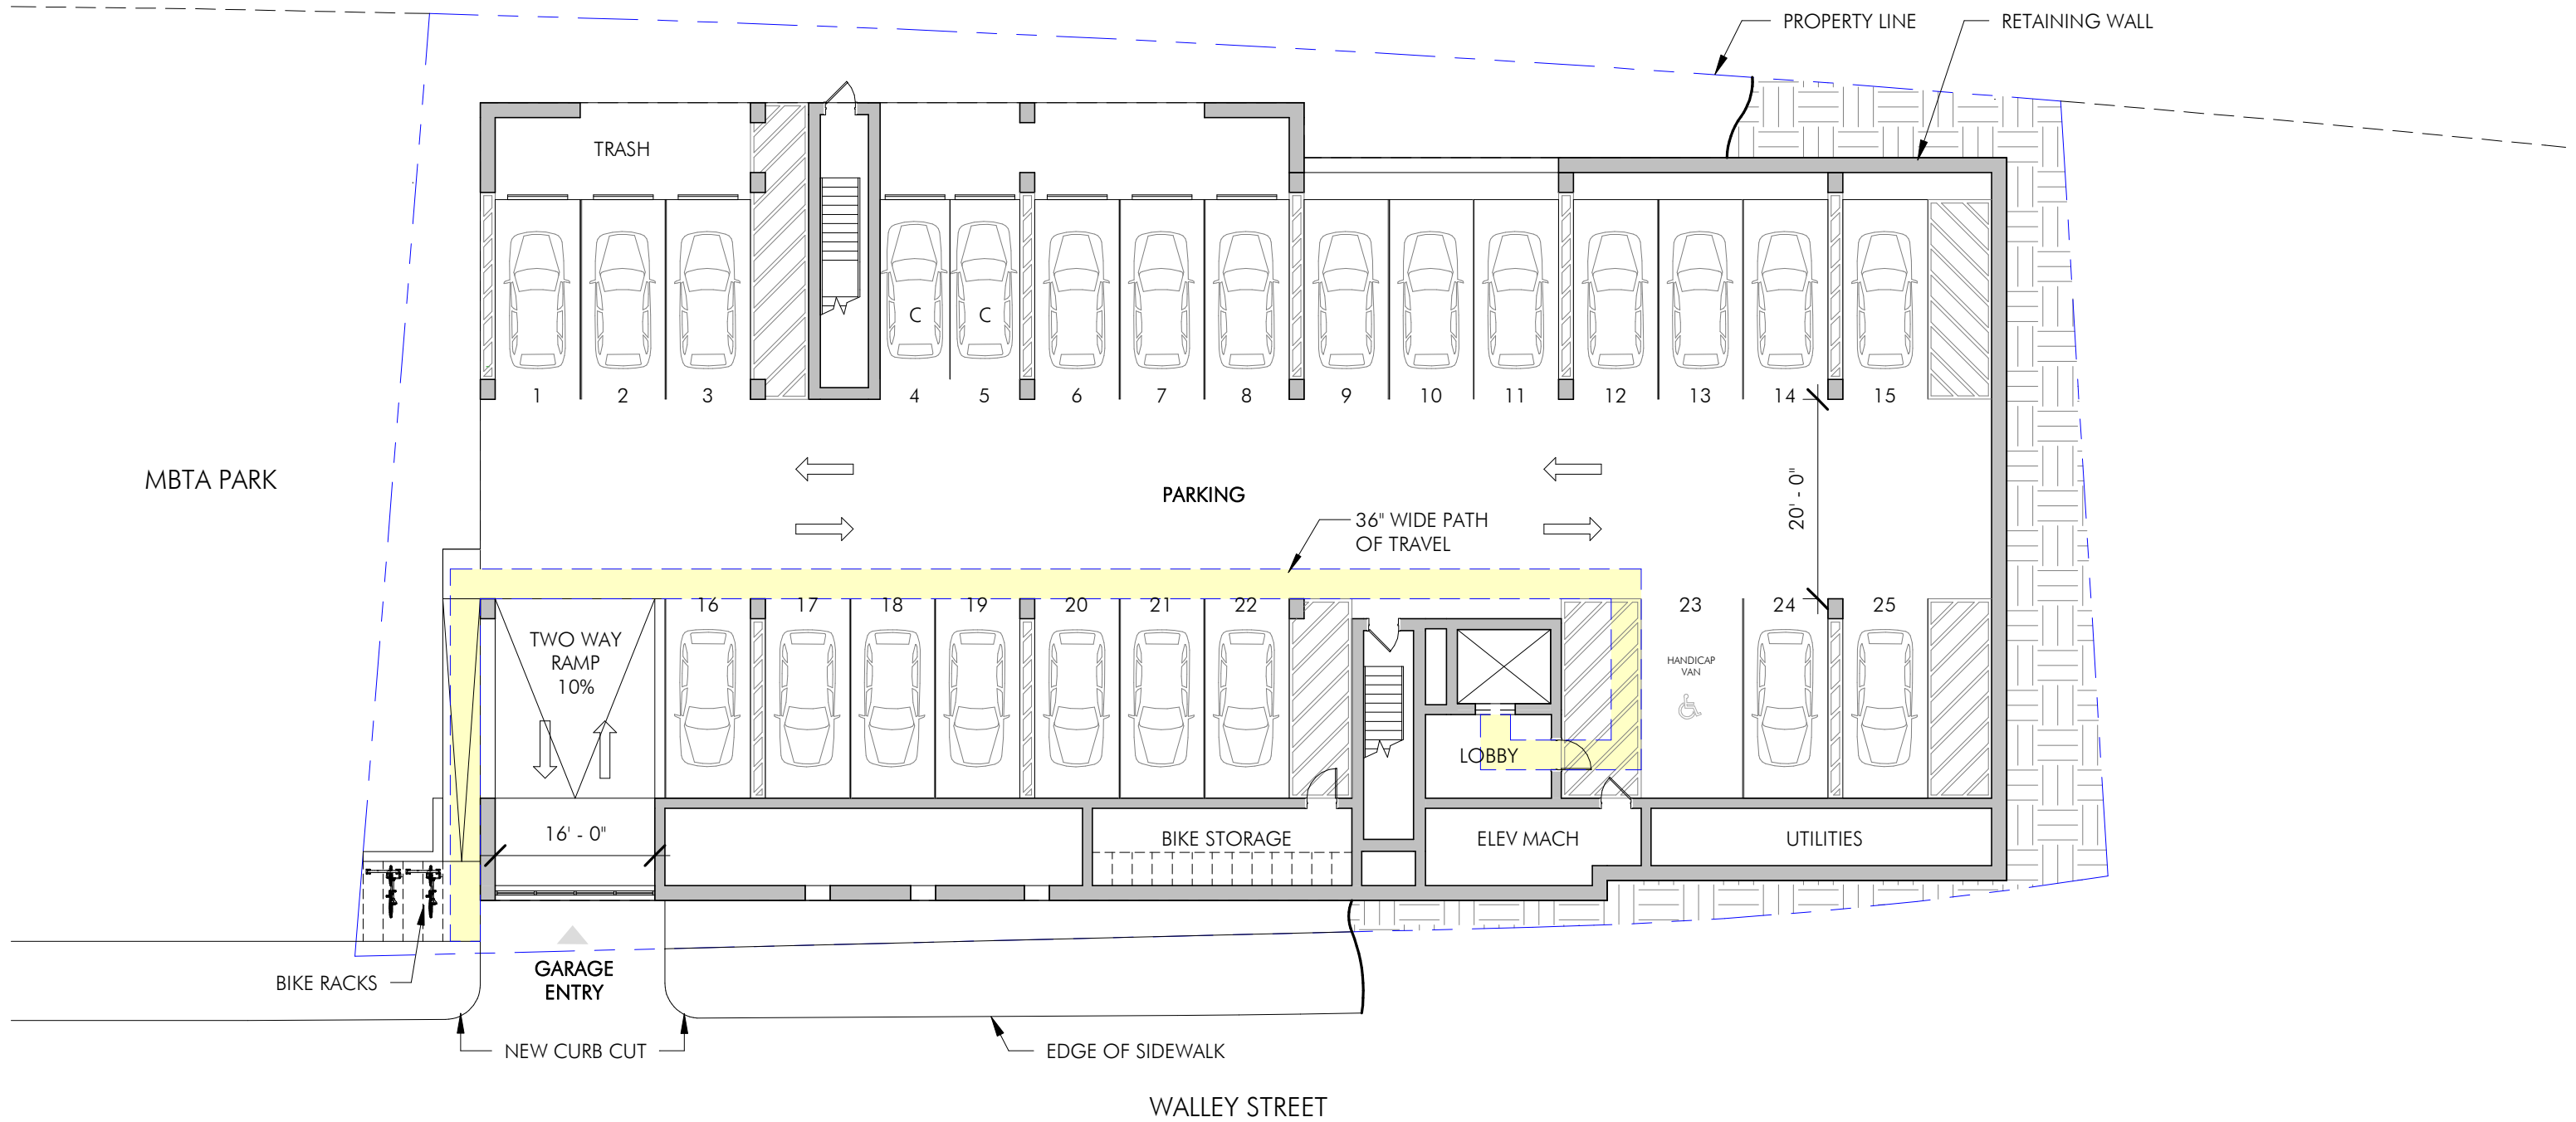 PROPERTY LINE
RETAINING WALL
TRASH
C
C
1
2
3
4
5
6
7
8
9
10
11
12
13
14
15
MBTA PARK
PARKING
20' - 0"
36" WIDE PATH
OF TRAVEL
16
17
18
19
20
21
22
23
24
25
TWO WAY
RAMP
10%
HANDICAP
VAN
LOBBY
16' - 0"
BIKE STORAGE
ELEV MACH
UTILITIES
GARAGE
ENTRY
BIKE RACKS
NEW CURB CUT
EDGE OF SIDEWALK
WALLEY STREET